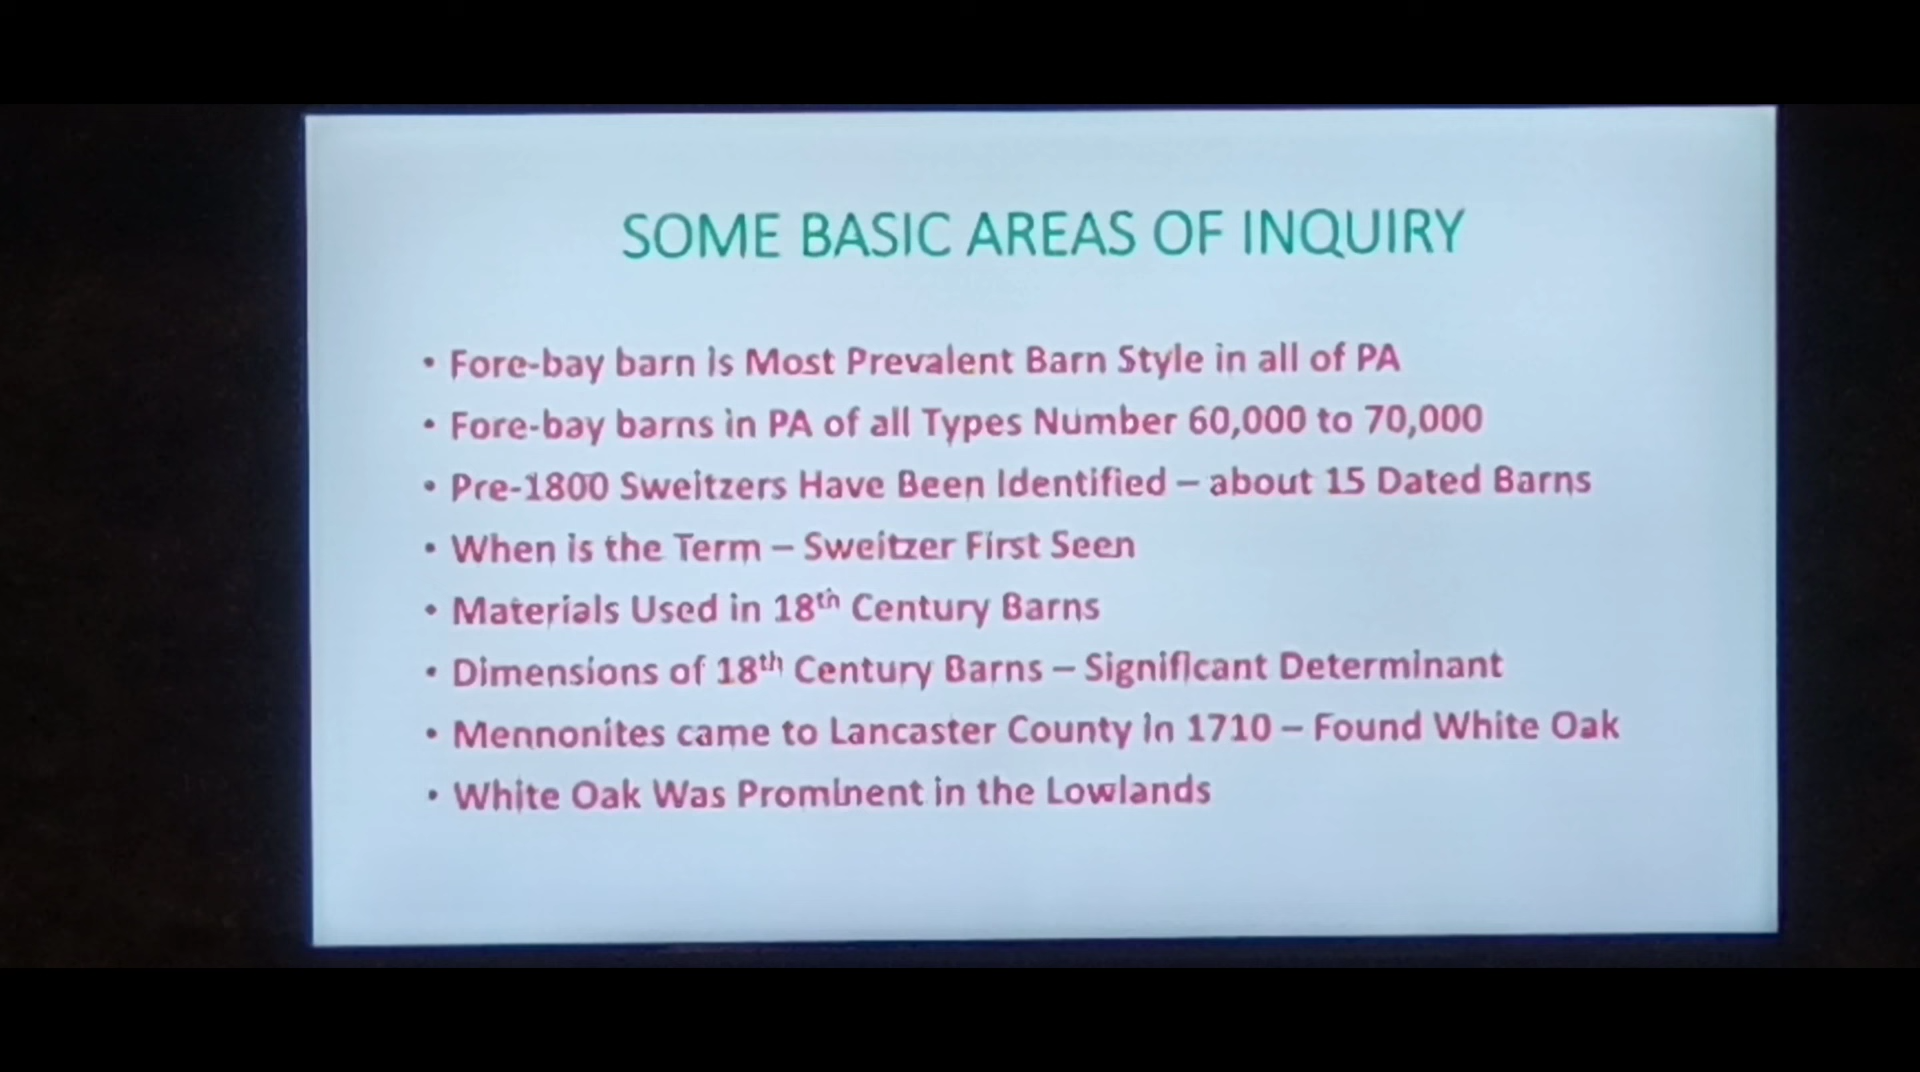 SOME BASIC AREAS OF INQUIRY
• Fore-bay barn is Most Prevalent Barn Style in all of PA
• Fore-bay barns in PA of all Types Number 60,000 to 70,000
• Pre-1800 Sweitzers Have Been Identified – about 15 Dated Barns
• When is the Term – Sweitzer First Seen
• Materials Used in 18th Century Barns
• Dimensions of 18th Century Barns – Significant Determinant
• Mennonites came to Lancaster County in 1710 – Found White Oak
• White Oak Was Prominent in the Lowlands